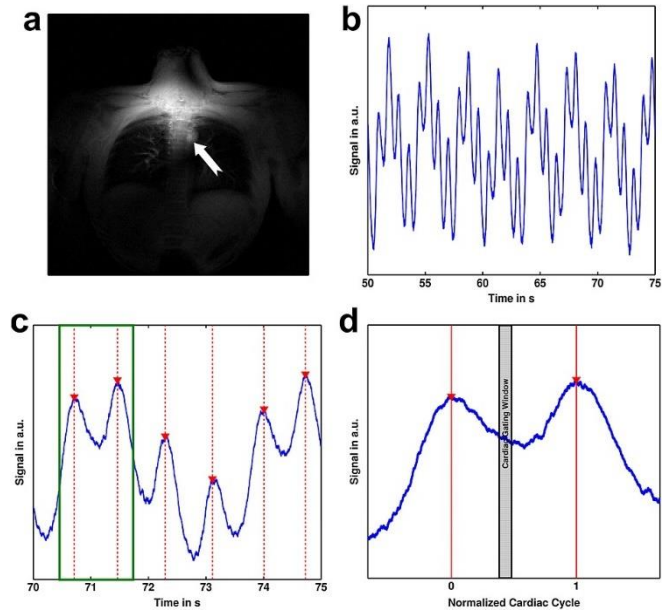 a
b
Signal in a.u.
50 55 60 65 70 75
Time in s
c
Signal in a.u.
70 71 72 73 74 75
Time in s
d
Signal in a.u.
Cardiac Gating Window
0 1
Normalized Cardiac Cycle